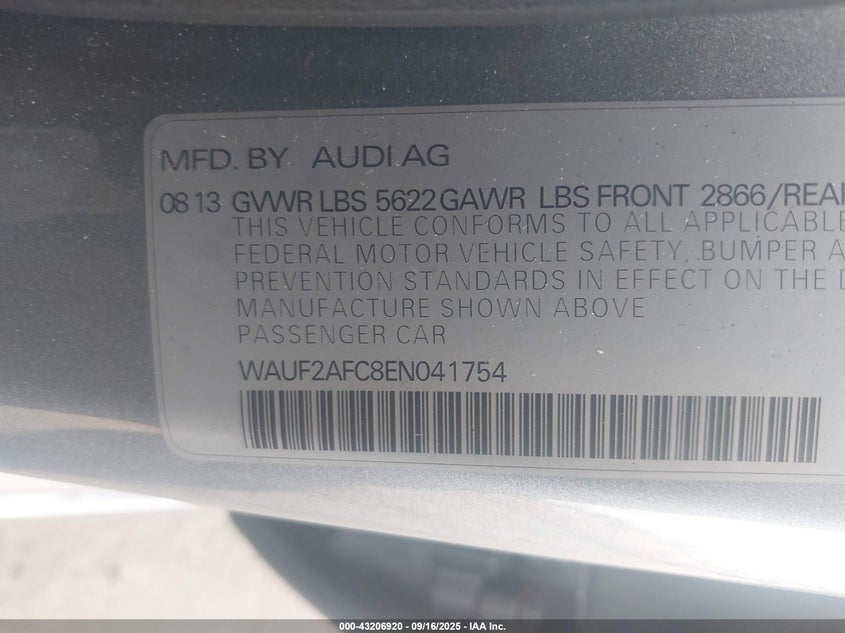 MFD. BY AUDI AG
08 13 GVWR LBS 5622 GAWR LBS FRONT 2866/REAR
THIS VEHICLE CONFORMS TO ALL APPLICABLE
FEDERAL MOTOR VEHICLE SAFETY, BUMPER A
PREVENTION STANDARDS IN EFFECT ON THE D
MANUFACTURE SHOWN ABOVE
PASSENGER CAR
WAUF2AFC8EN041754
000-43206920 - 09/16/2025 - IAA Inc.